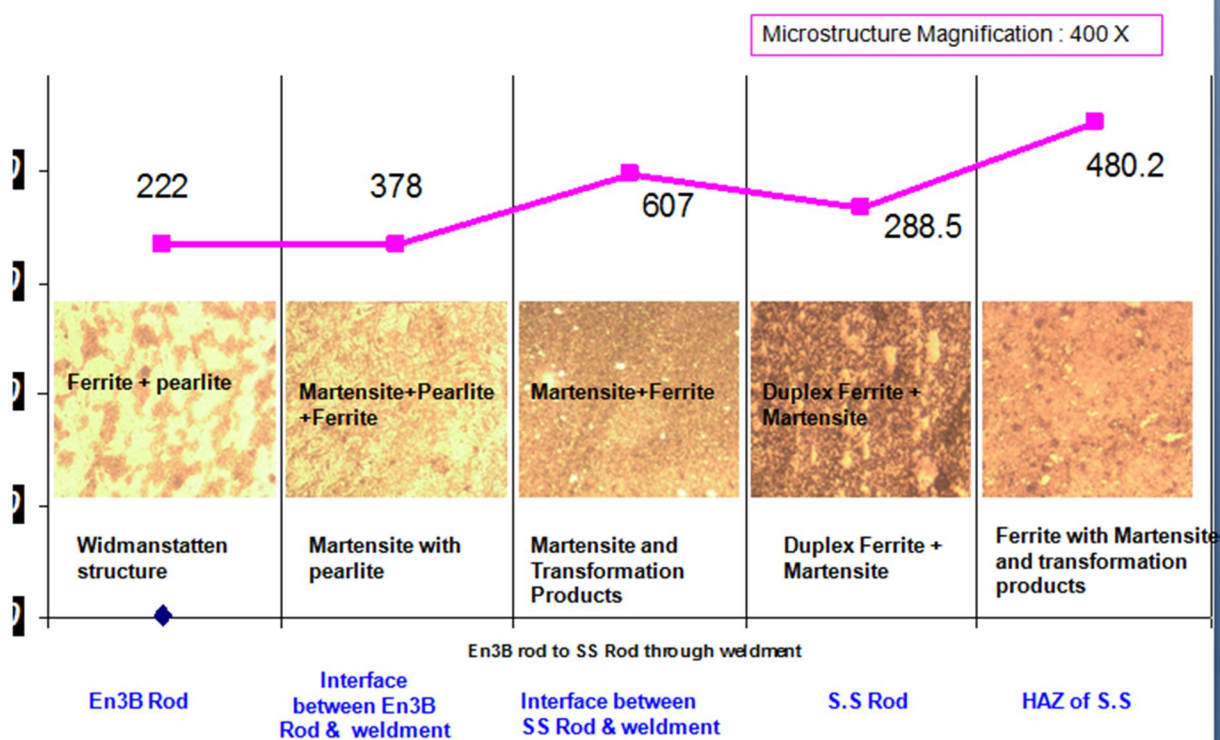 Microstructure Magnification : 400 X
222
378
607
288.5
480.2
Ferrite + pearlite
Martensite+Pearlite
+Ferrite
Martensite+Ferrite
Duplex Ferrite +
Martensite
Widmanstatten
structure
Martensite with
pearlite
Martensite and
Transformation
Products
Duplex Ferrite +
Martensite
Ferrite with Martensite
and transformation
products
En3B rod to SS Rod through weldment
En3B Rod
Interface
between En3B
Rod & weldment
Interface between
SS Rod & weldment
S.S Rod
HAZ of S.S